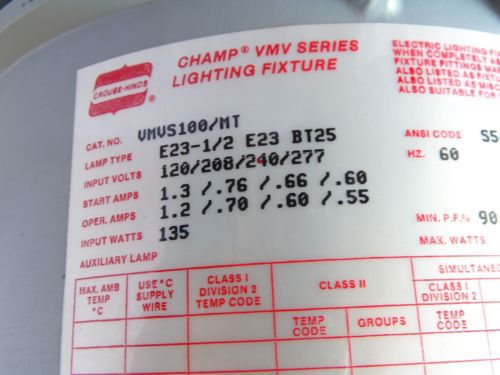 CROUSE-HINDS
CHAMP® VMV SERIES
LIGHTING FIXTURE
ELECTRIC LIGHTING
WHEN COMPLETELY AS
FIXTURE FITTINGS
ALSO LISTED AS
ALSO LISTED AS
ALSO SUITABLE FOR
CAT. NO. VMVS100/MT
LAMP TYPE E23-1/2 E23 BT25
ANSI CODE S5
INPUT VOLTS 120/208/240/277
HZ. 60
START AMPS 1.3 /.76 /.66 /.60
OPER. AMPS 1.2 /.70 /.60 /.55
MIN. P.F.% 90
INPUT WATTS 135
MAX. WATTS
AUXILIARY LAMP
MAX. AMB TEMP °C
USE °C SUPPLY WIRE
CLASS I DIVISION 2 TEMP CODE
CLASS II
TEMP CODE
GROUPS
SIMULTANE
CLASS I DIVISION 2
TEMP CODE